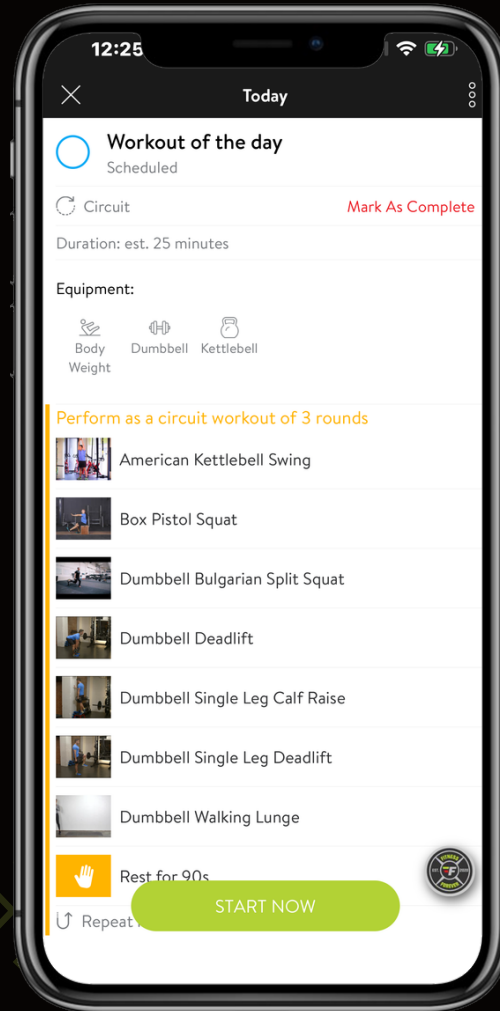 12:25
Today
Workout of the day
Scheduled
Circuit
Mark As Complete
Duration: est. 25 minutes
Equipment:
Body Weight
Dumbbell
Kettlebell
Perform as a circuit workout of 3 rounds
American Kettlebell Swing
Box Pistol Squat
Dumbbell Bulgarian Split Squat
Dumbbell Deadlift
Dumbbell Single Leg Calf Raise
Dumbbell Single Leg Deadlift
Dumbbell Walking Lunge
Rest for 90s
FITNESS
F
FOREVER
START NOW
Repeat